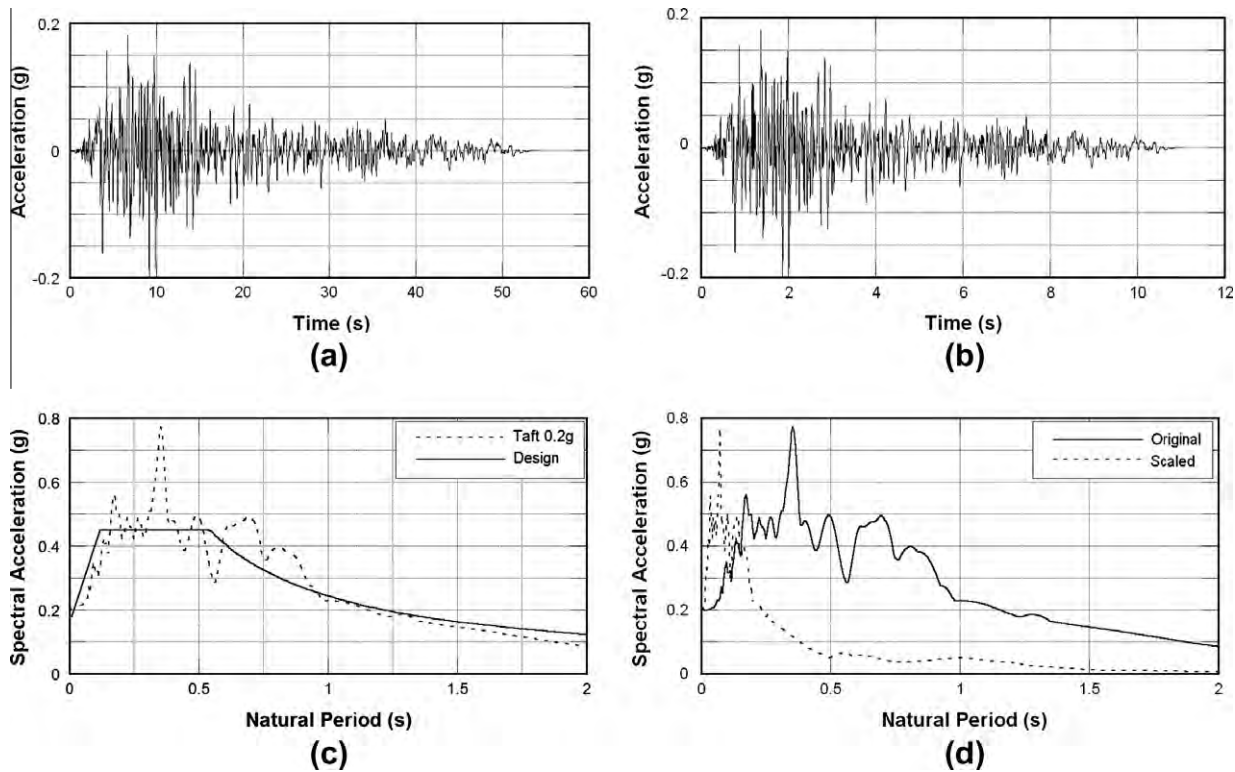 0.2
Acceleration (g)
0
-0.2
0 10 20 30 40 50 60
Time (s)
(a)
0.2
Acceleration (g)
0
-0.2
0 2 4 6 8 10 12
Time (s)
(b)
0.8
0.6
0.4
0.2
0
Spectral Acceleration (g)
Taft 0.2g
Design
0 0.5 1 1.5 2
Natural Period (s)
(c)
0.8
0.6
0.4
0.2
0
Spectral Acceleration (g)
Original
Scaled
0 0.5 1 1.5 2
Natural Period (s)
(d)